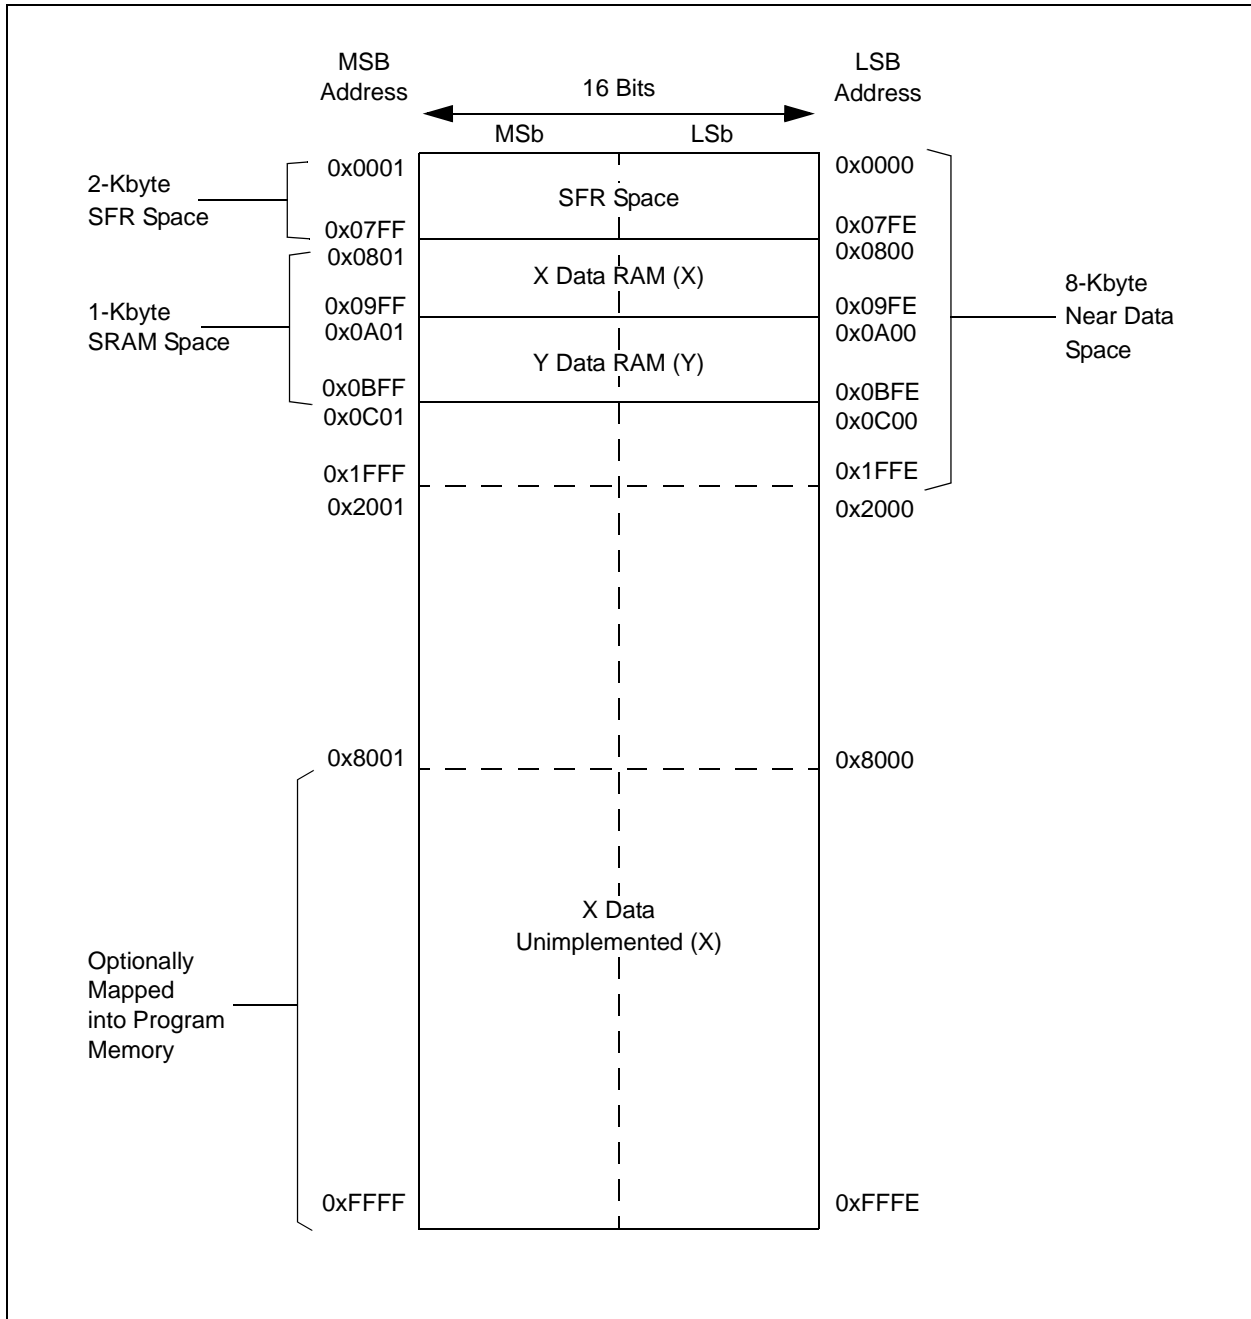 MSB
Address
16 Bits
LSB
Address
MSb
LSb
0x0001
0x0000
2-Kbyte
SFR Space
SFR Space
0x07FF
0x07FE
0x0801
0x0800
X Data RAM (X)
1-Kbyte
SRAM Space
0x09FF
0x09FE
0x0A01
0x0A00
8-Kbyte
Near Data
Space
Y Data RAM (Y)
0x0BFF
0x0BFE
0x0C01
0x0C00
0x1FFF
0x1FFE
0x2001
0x2000
0x8001
0x8000
X Data
Unimplemented (X)
Optionally
Mapped
into Program
Memory
0xFFFF
0xFFFE